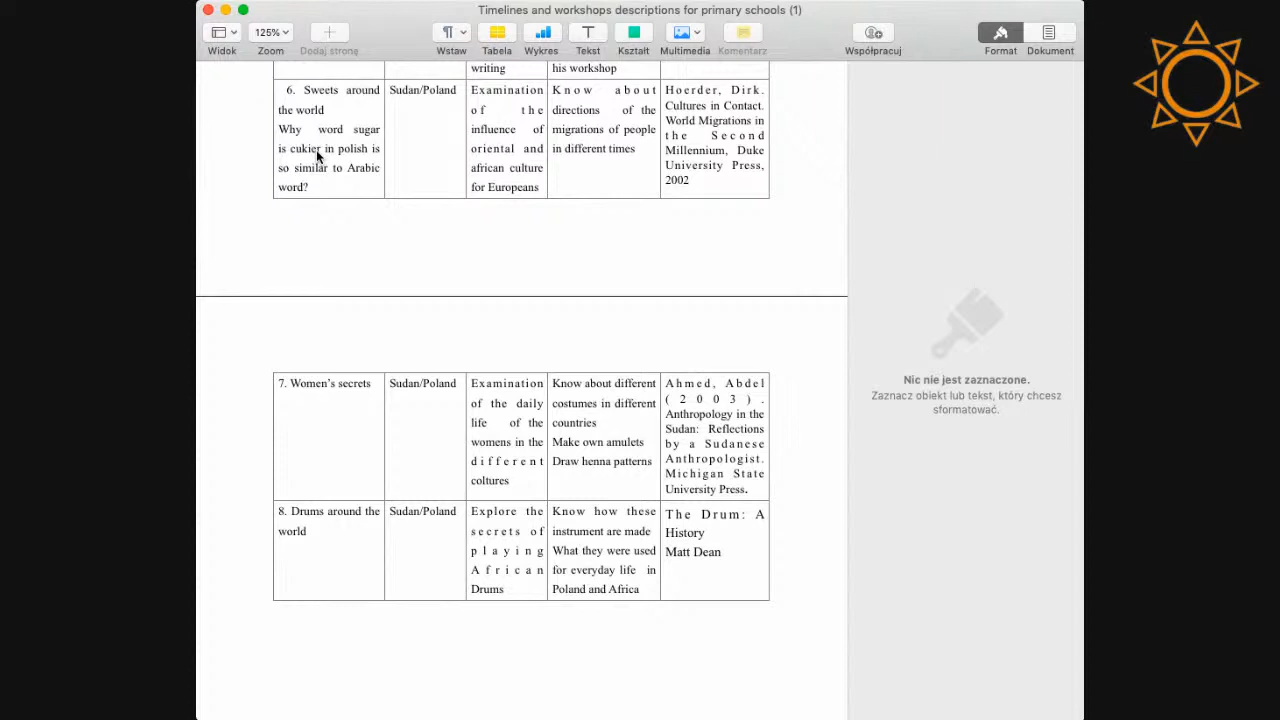 Timelines and workshops descriptions for primary schools (1)
125%
Widok
Zoom
Dodaj stronę
Wstaw
Tabela
Wykres
Tekst
Kształt
Multimedia
Komentarz
Współpracuj
Format
Dokument
writing
his workshop
6. Sweets around
the world
Why word sugar
is cukier in polish is
so similar to Arabic
word?
Sudan/Poland
Examination
of the
influence of
oriental and
african culture
for Europeans
Know about
directions of the
migrations of people
in different times
Hoerder, Dirk.
Cultures in Contact.
World Migrations in
the Second
Millennium, Duke
University Press,
2002
7. Women's secrets
Sudan/Poland
Examination
of the daily
life of the
womens in the
different
coltures
Know about different
costumes in different
countries
Make own amulets
Draw henna patterns
Ahmed, Abdel
(2003).
Anthropology in the
Sudan: Reflections
by a Sudanese
Anthropologist.
Michigan State
University Press.
8. Drums around the
world
Sudan/Poland
Explore the
secrets of
playing
African
Drums
Know how these
instrument are made
What they were used
for everyday life in
Poland and Africa
The Drum: A
History
Matt Dean
Nic nie jest zaznaczone.
Zaznacz obiekt lub tekst, który chcesz
sformatować.